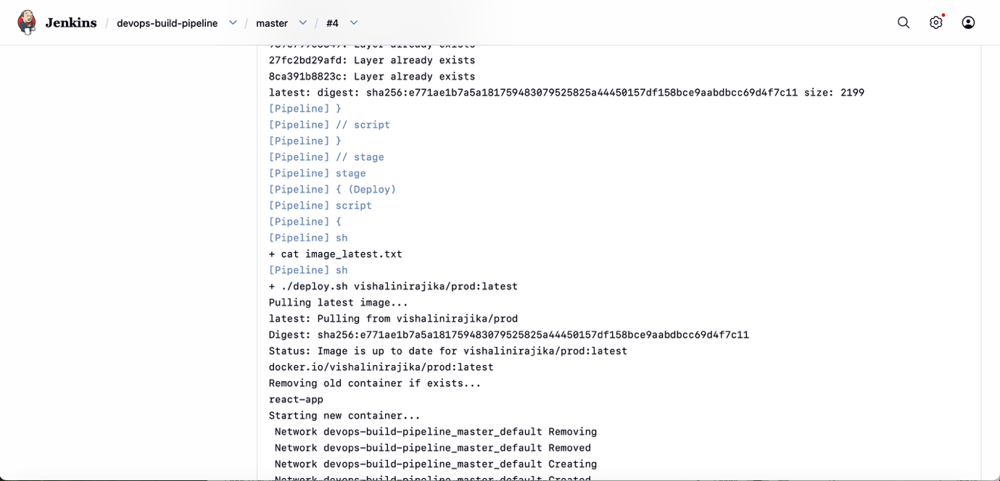 Jenkins / devops-build-pipeline / master / #4
27fc2bd29afd: Layer already exists
8ca391b8823c: Layer already exists
latest: digest: sha256:e771ae1b7a5a181759483079525825a44450157df158bce9aabdbcc69d4f7c11 size: 2199
[Pipeline] }
[Pipeline] // script
[Pipeline] }
[Pipeline] // stage
[Pipeline] stage
[Pipeline] { (Deploy)
[Pipeline] script
[Pipeline] {
[Pipeline] sh
+ cat image_latest.txt
[Pipeline] sh
+ ./deploy.sh vishalinirajika/prod:latest
Pulling latest image...
latest: Pulling from vishalinirajika/prod
Digest: sha256:e771ae1b7a5a181759483079525825a44450157df158bce9aabdbcc69d4f7c11
Status: Image is up to date for vishalinirajika/prod:latest
docker.io/vishalinirajika/prod:latest
Removing old container if exists...
react-app
Starting new container...
Network devops-build-pipeline_master_default Removing
Network devops-build-pipeline_master_default Removed
Network devops-build-pipeline_master_default Creating
Network devops-build-pipeline_master_default Created